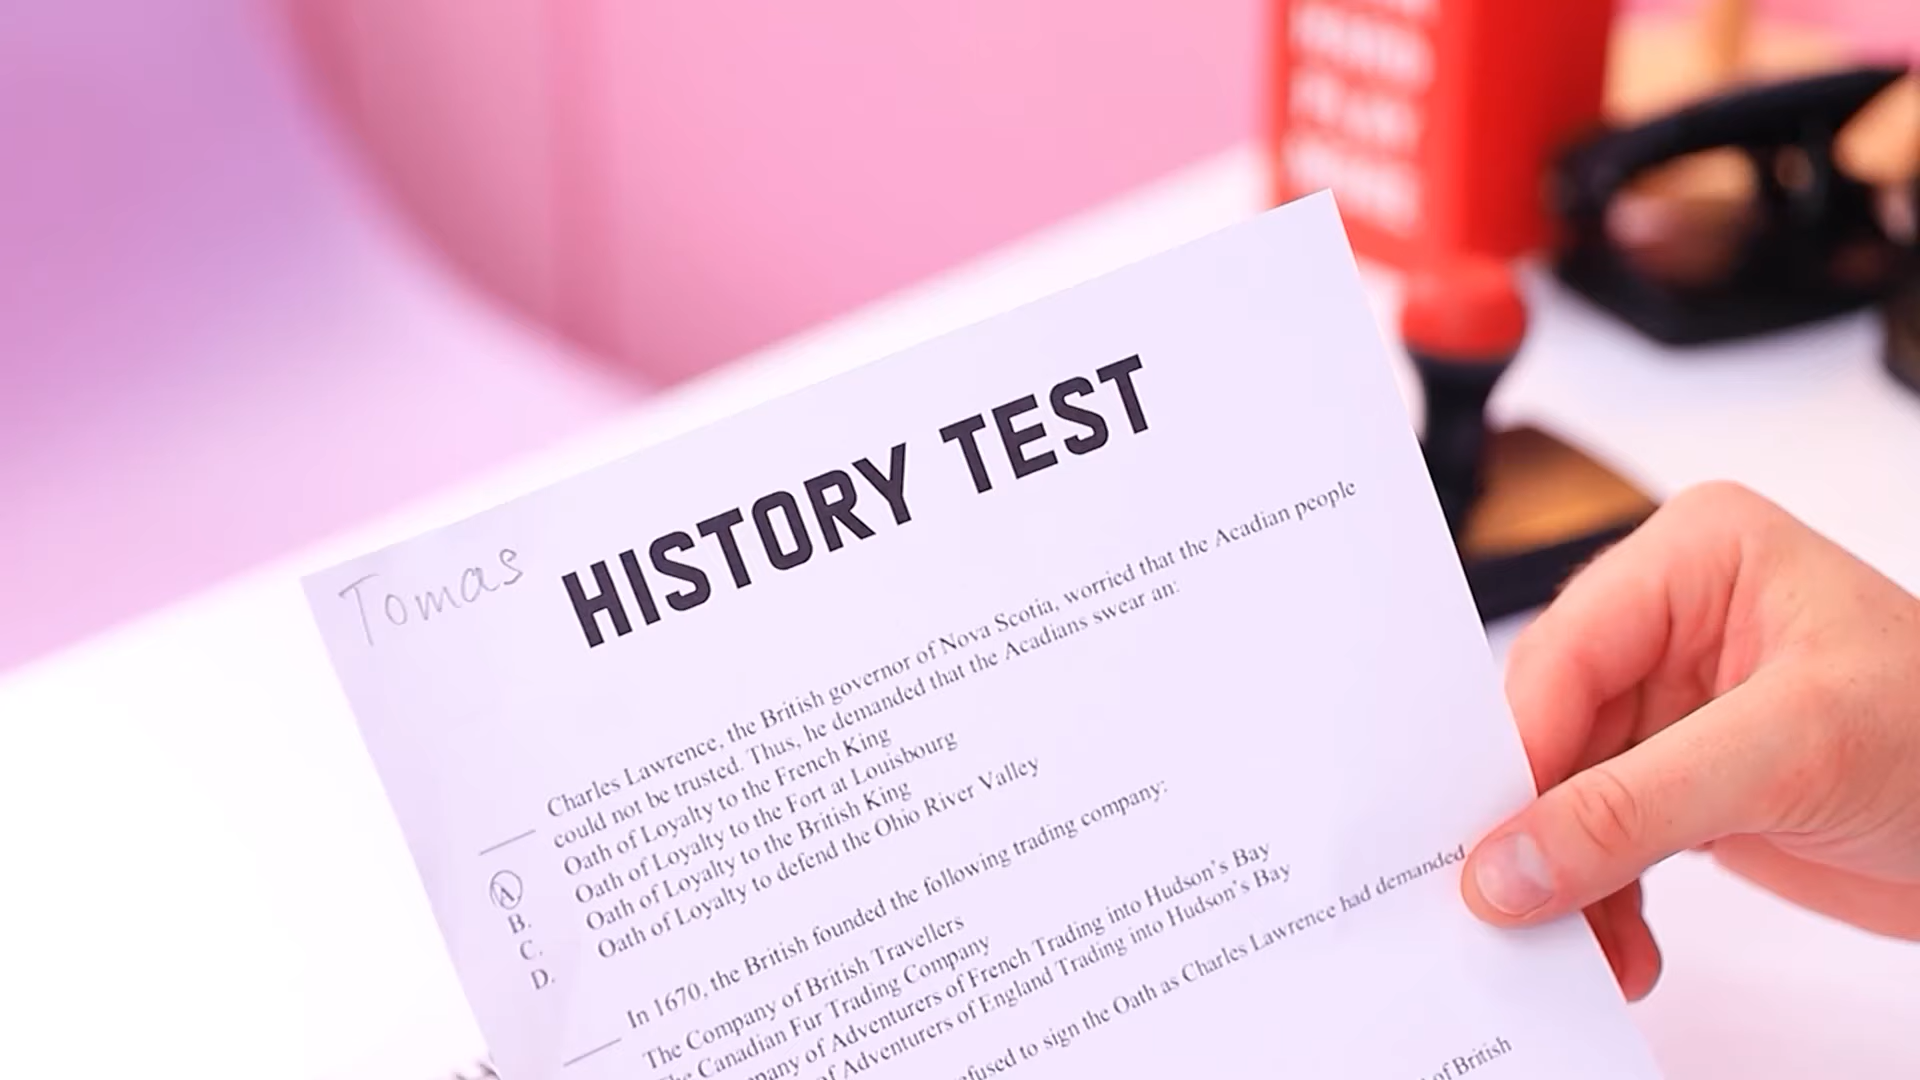 Tomas
HISTORY TEST
Charles Lawrence, the British governor of Nova Scotia, worried that the Acadian people
could not be trusted. Thus, he demanded that the Acadians swear an:
A. Oath of Loyalty to the French King
B. Oath of Loyalty to the Fort at Louisbourg
C. Oath of Loyalty to the British King
D. Oath of Loyalty to defend the Ohio River Valley
In 1670, the British founded the following trading company:
The Company of British Travellers
Canadian Fur Trading Company
of Adventurers of French Trading into Hudson's Bay
of Adventurers of England Trading into Hudson's Bay
to sign the Oath as Charles Lawrence had demanded
of British